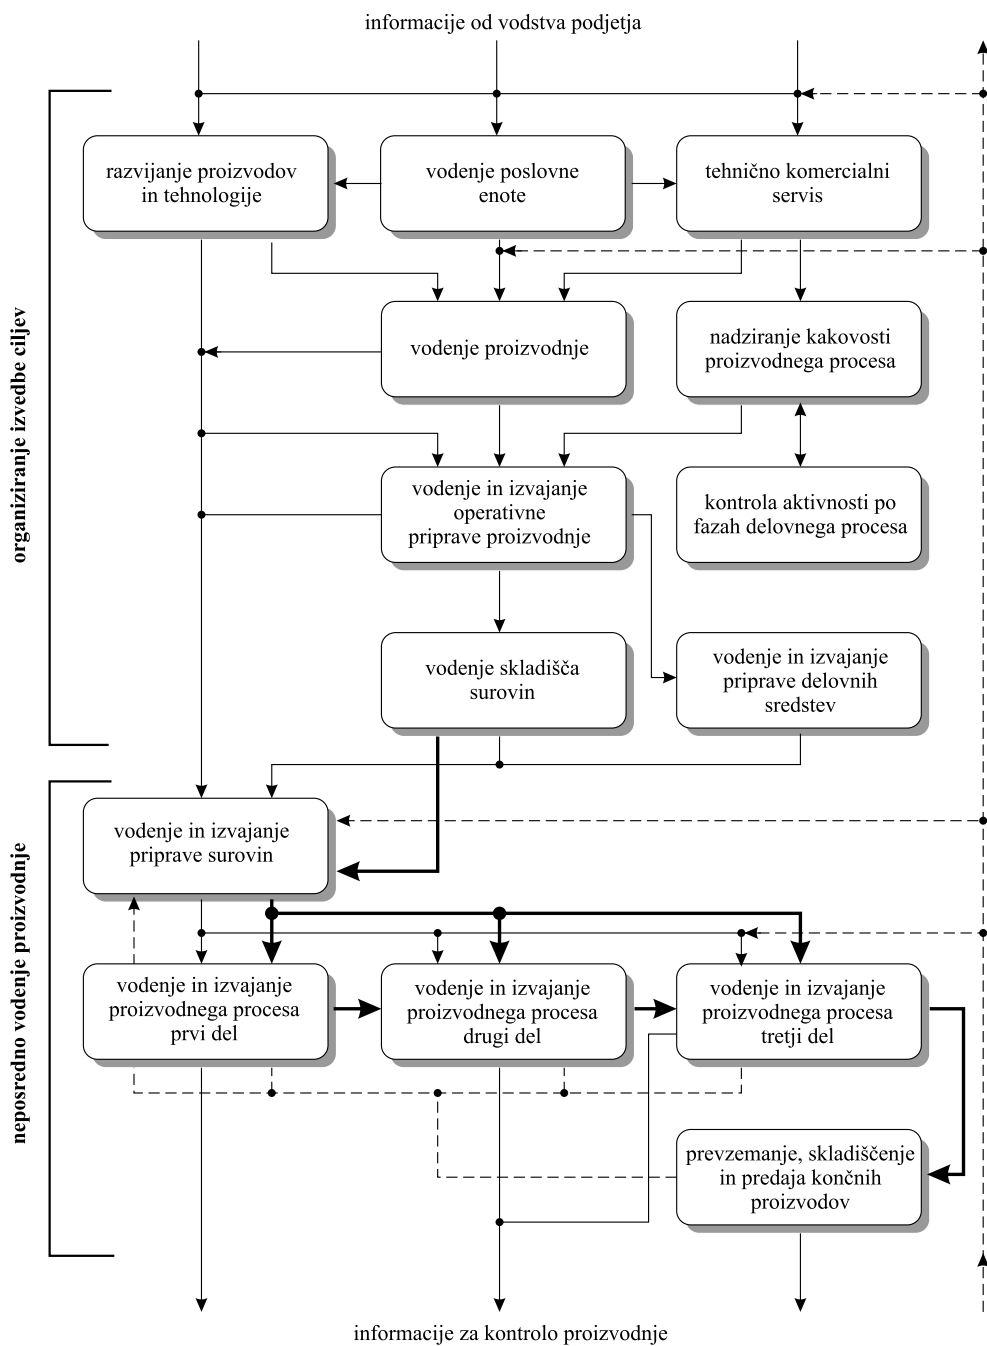 informacije od vodstva podjetja
organiziranje izvedbe ciljev
razvijanje proizvodov
in tehnologije
vodenje poslovne
enote
tehnično komercialni
servis
vodenje proizvodnje
nadziranje kakovosti
proizvodnega procesa
vodenje in izvajanje
operativne
priprave proizvodnje
kontrola aktivnosti po
fazah delovnega procesa
vodenje skladišča
surovin
vodenje in izvajanje
priprave delovnih
sredstev
neposredno vodenje proizvodnje
vodenje in izvajanje
priprave surovin
vodenje in izvajanje
proizvodnega procesa
prvi del
vodenje in izvajanje
proizvodnega procesa
drugi del
vodenje in izvajanje
proizvodnega procesa
tretji del
prevzemanje, skladiščenje
in predaja končnih
proizvodov
informacije za kontrolo proizvodnje